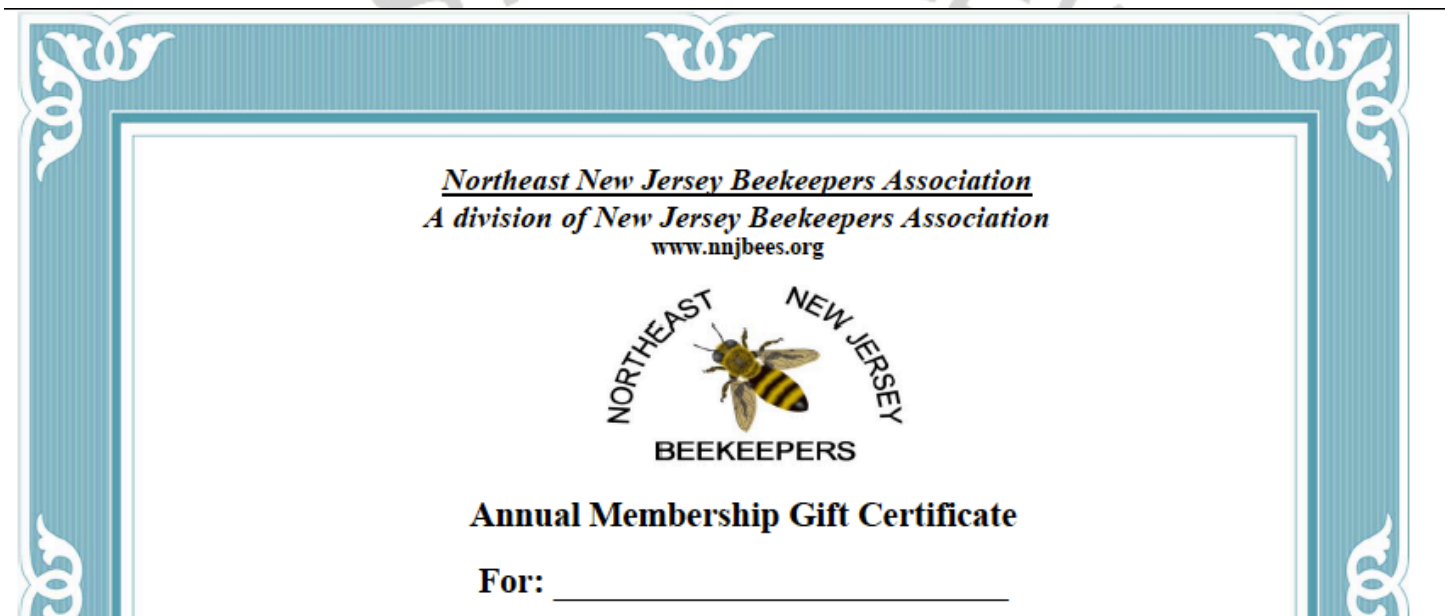 Northeast New Jersey Beekeepers Association
A division of New Jersey Beekeepers Association
www.nnjbees.org
NORTHEAST NEW JERSEY
BEEKEEPERS
Annual Membership Gift Certificate
For: